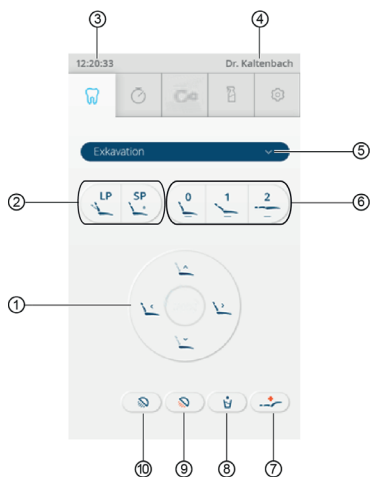 ③ ④
12:20:33 Dr. Kaltenbach
Exkavation ⑤
② LP SP 0 1 2 ⑥
①
⑩ ⑨ ⑧ ⑦